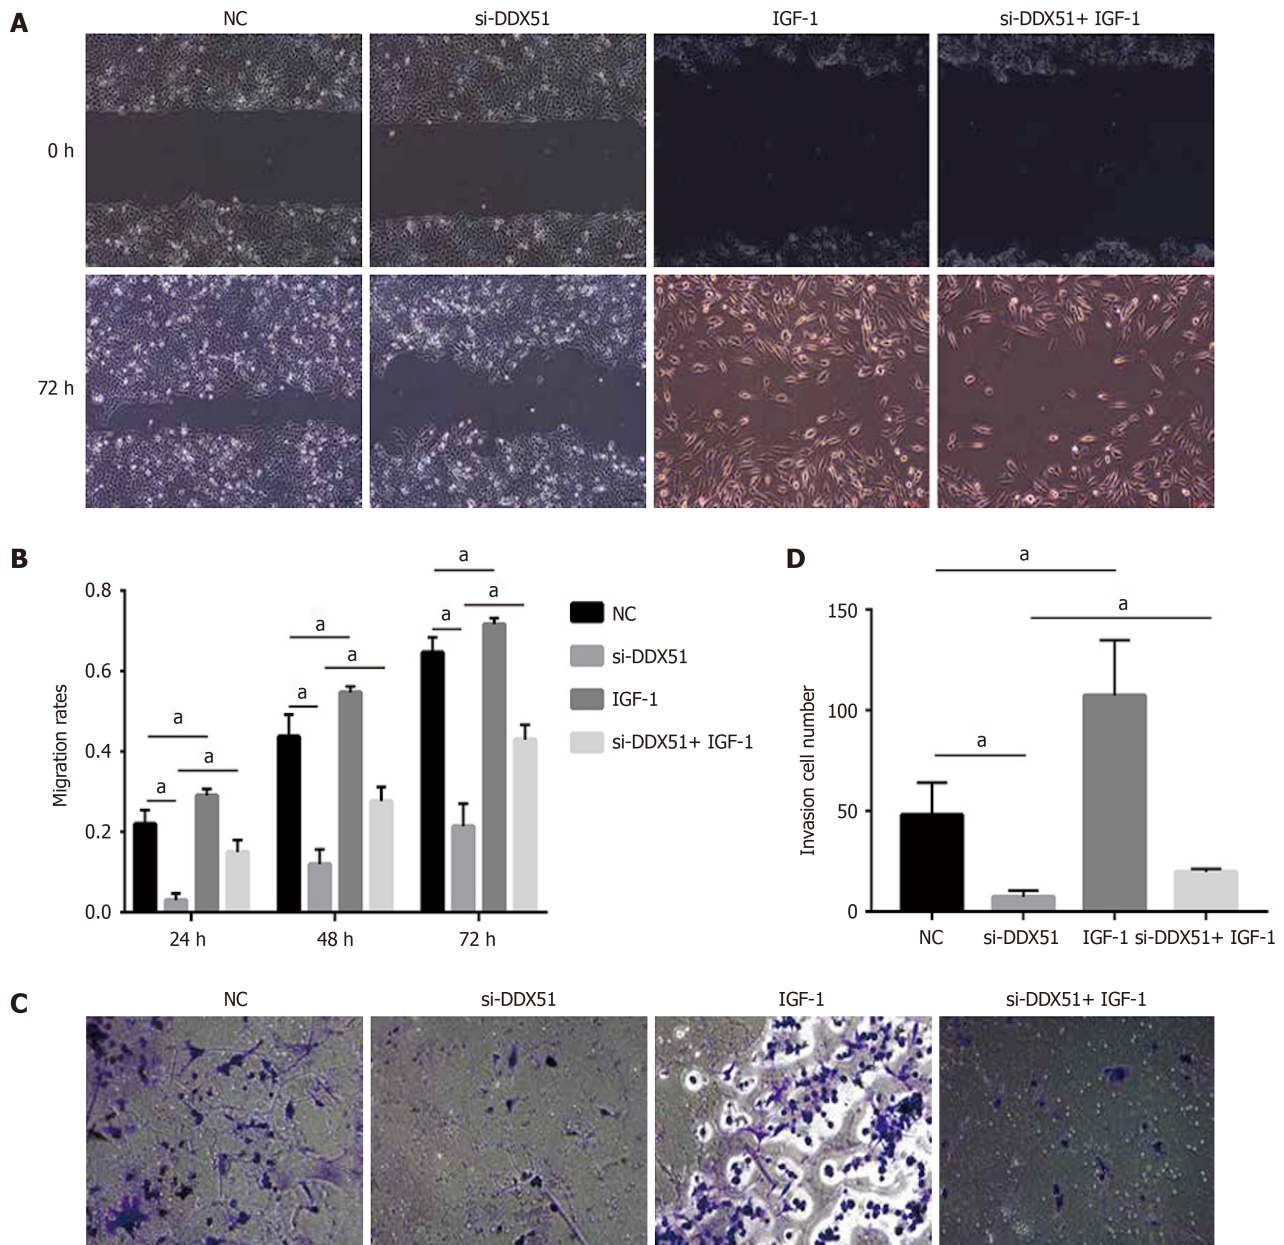 A
NC
si-DDX51
IGF-1
si-DDX51+ IGF-1
0 h
72 h
B
Migration rates
0.8
0.6
0.4
0.2
0.0
a
a
a
a
a
a
a
a
a
24 h
48 h
72 h
NC
si-DDX51
IGF-1
si-DDX51+ IGF-1
D
Invasion cell number
150
100
50
0
a
a
a
NC
si-DDX51
IGF-1
si-DDX51+ IGF-1
C
NC
si-DDX51
IGF-1
si-DDX51+ IGF-1